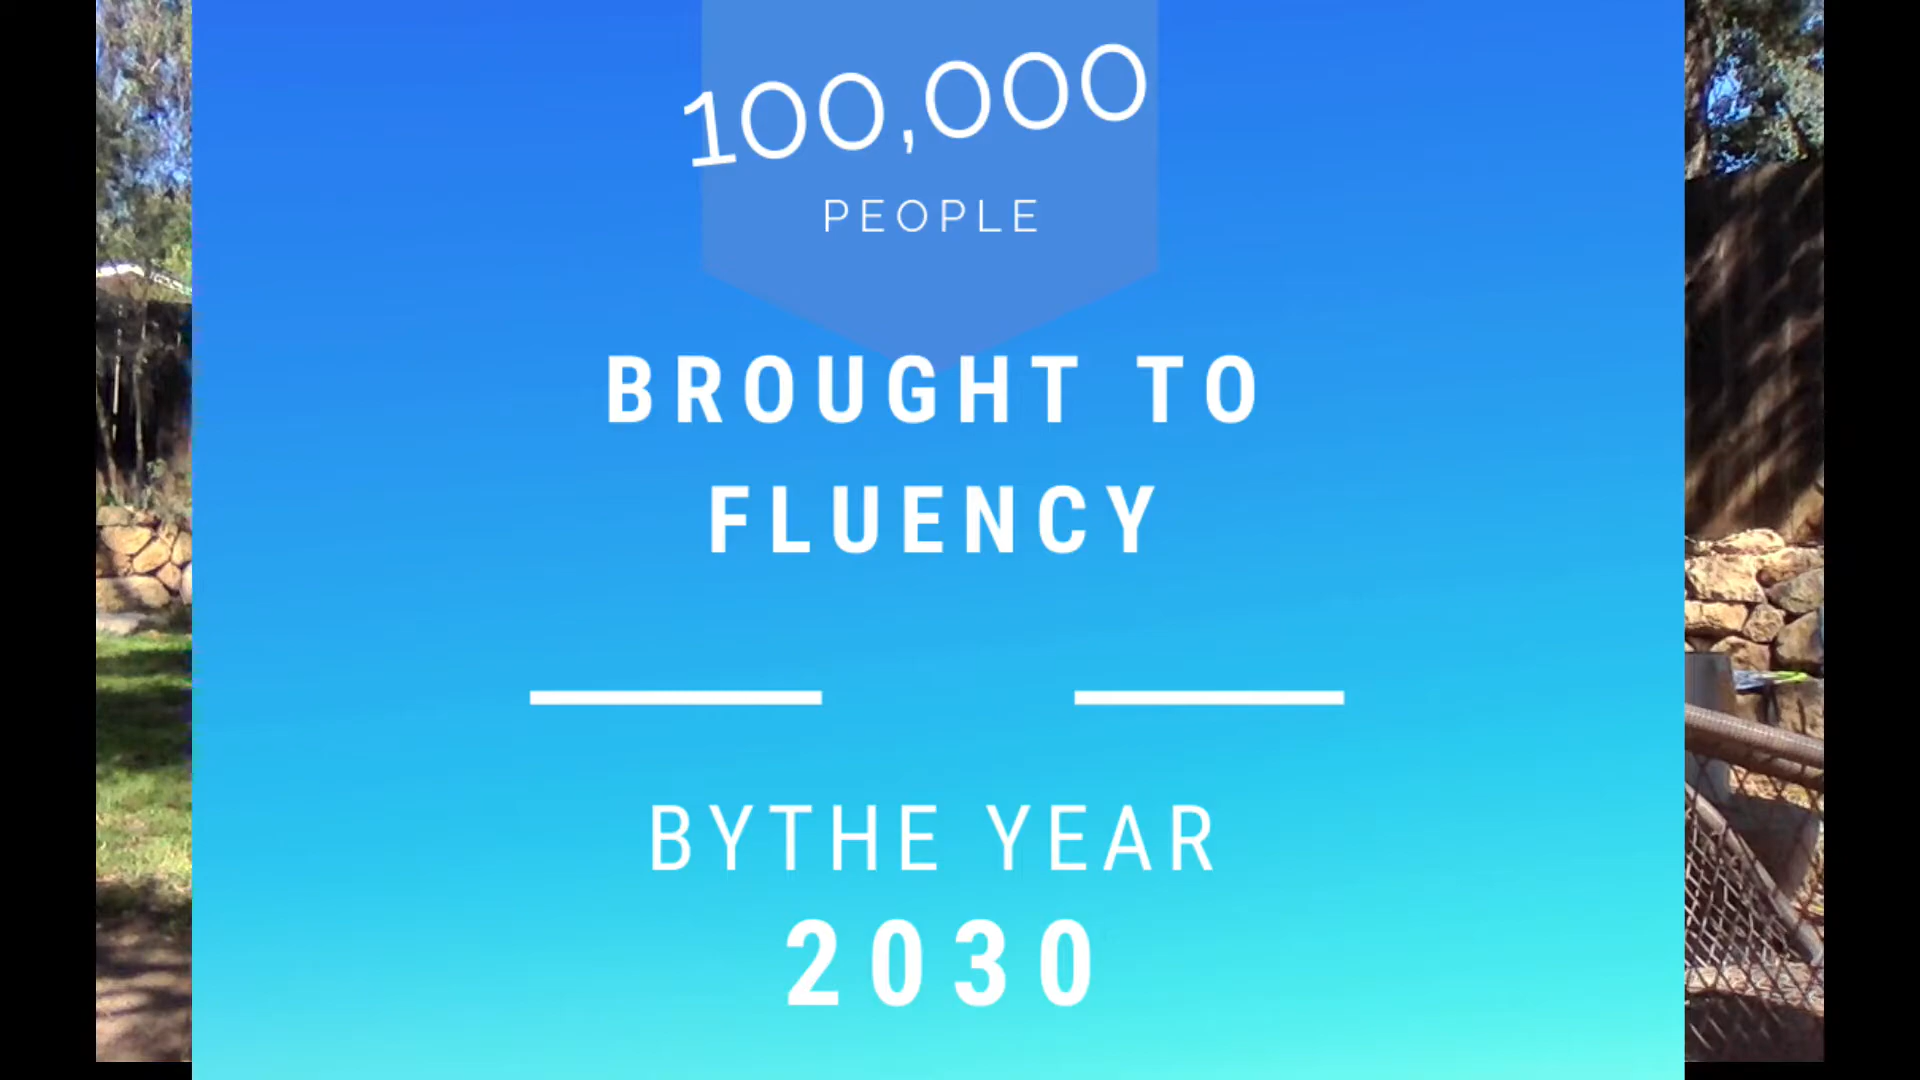 100,000
PEOPLE
BROUGHT TO
FLUENCY
BYTHE YEAR
2030